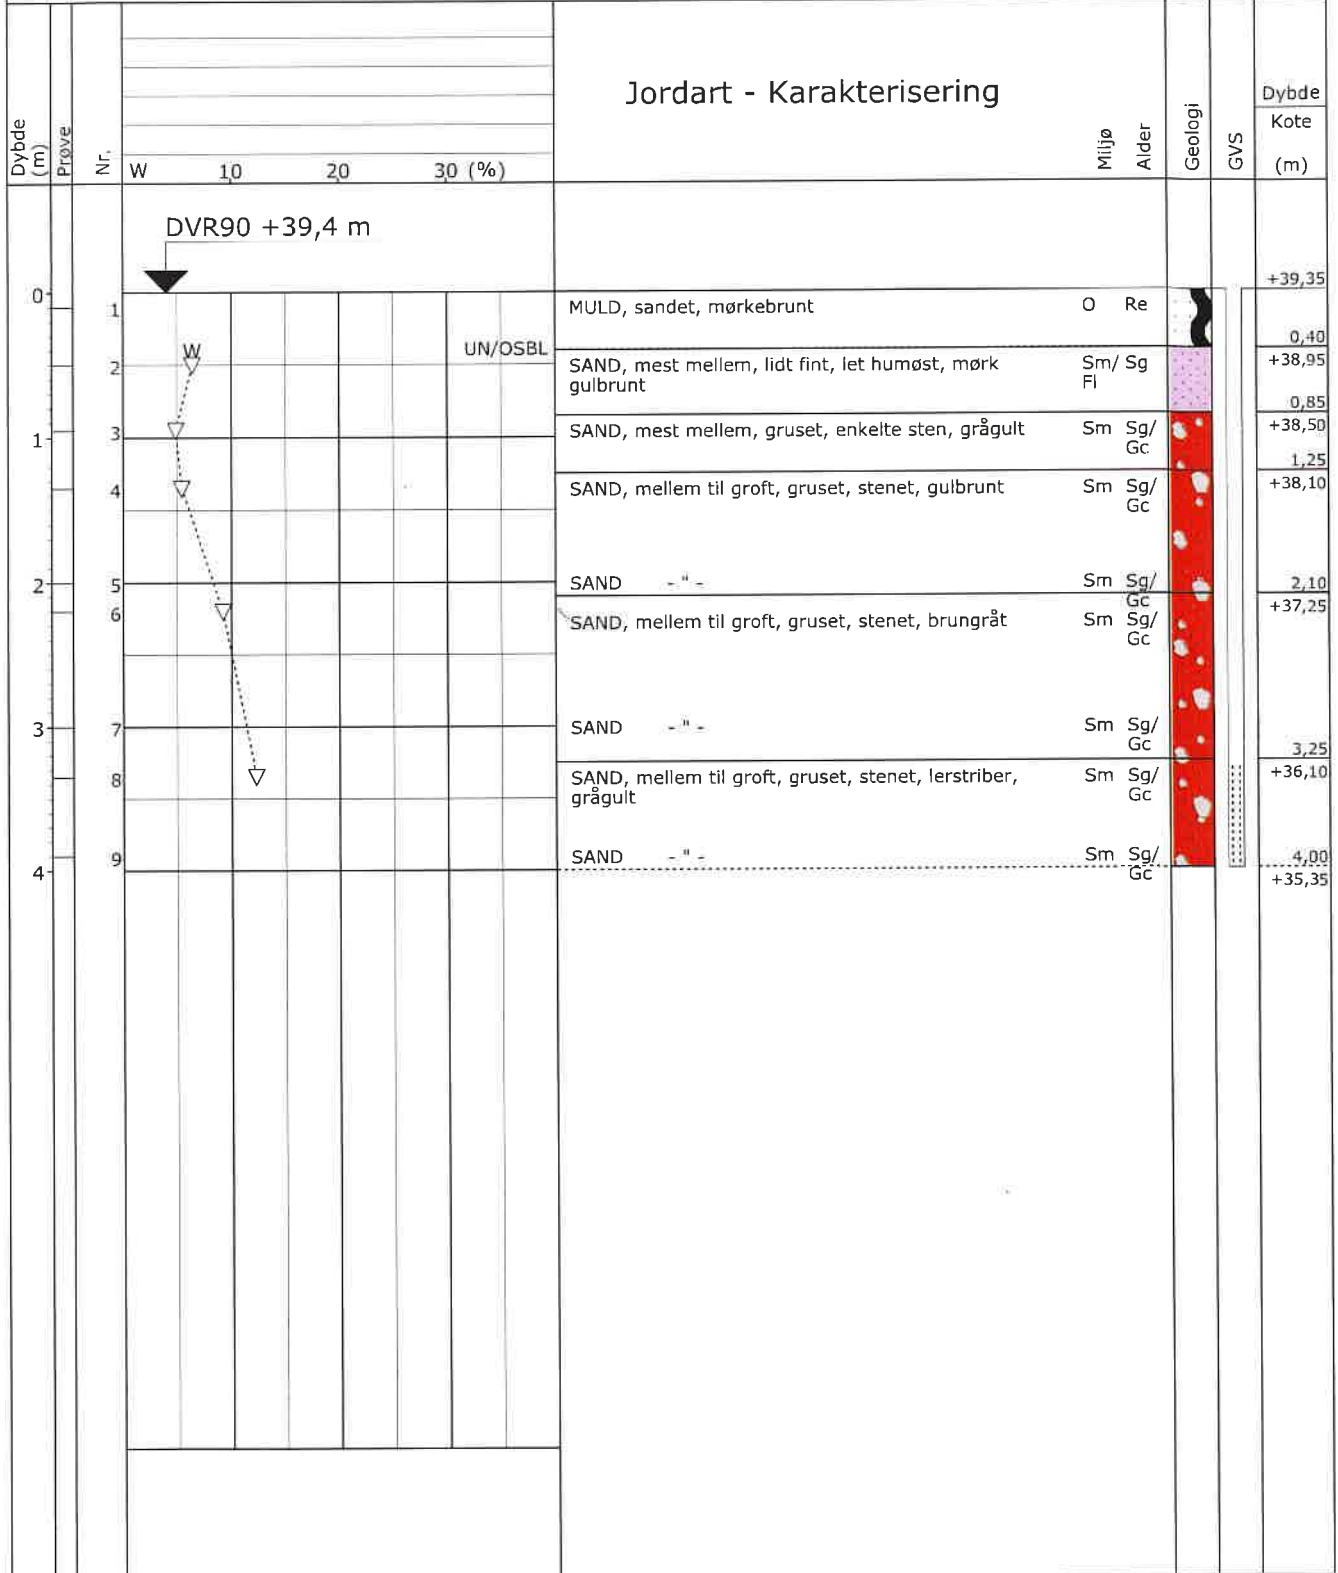 Jordart - Karakterisering
Dybde (m)
Prøve
Nr.
W 10 20 30 (%)
Miljø
Alder
Geologi
GVS
Dybde
Kote
(m)
DVR90 +39,4 m
+39,35
0
1
MULD, sandet, mørkebrunt O Re
0,40
W
UN/OSBL
2
SAND, mest mellem, lidt fint, let humøst, mørk Sm/ Sg +38,95
gulbrunt Fl
0,85
1
3
SAND, mest mellem, gruset, enkelte sten, grågult Sm Sg/ +38,50
Gc
1,25
4
SAND, mellem til groft, gruset, stenet, gulbrunt Sm Sg/ +38,10
Gc
2
5
SAND - " - Sm Sg/ 2,10
Gc
+37,25
6
SAND, mellem til groft, gruset, stenet, brungråt Sm Sg/
Gc
3
7
SAND - " - Sm Sg/
Gc
3,25
8
SAND, mellem til groft, gruset, stenet, lerstriber, Sm Sg/ +36,10
grågult Gc
9
SAND - " - Sm Sg/ 4,00
4
Gc
+35,35